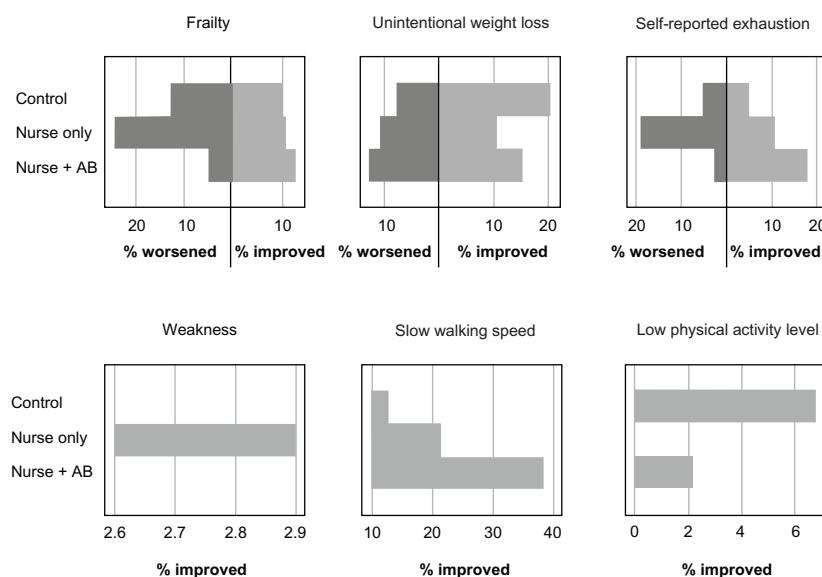 Frailty Unintentional weight loss Self-reported exhaustion
Control
Nurse only
Nurse + AB
20 10 10 10 10 20 20 10 10 20
% worsened % improved % worsened % improved % worsened % improved
Weakness Slow walking speed Low physical activity level
Control
Nurse only
Nurse + AB
2.6 2.7 2.8 2.9 10 20 30 40 0 2 4 6
% improved % improved % improved